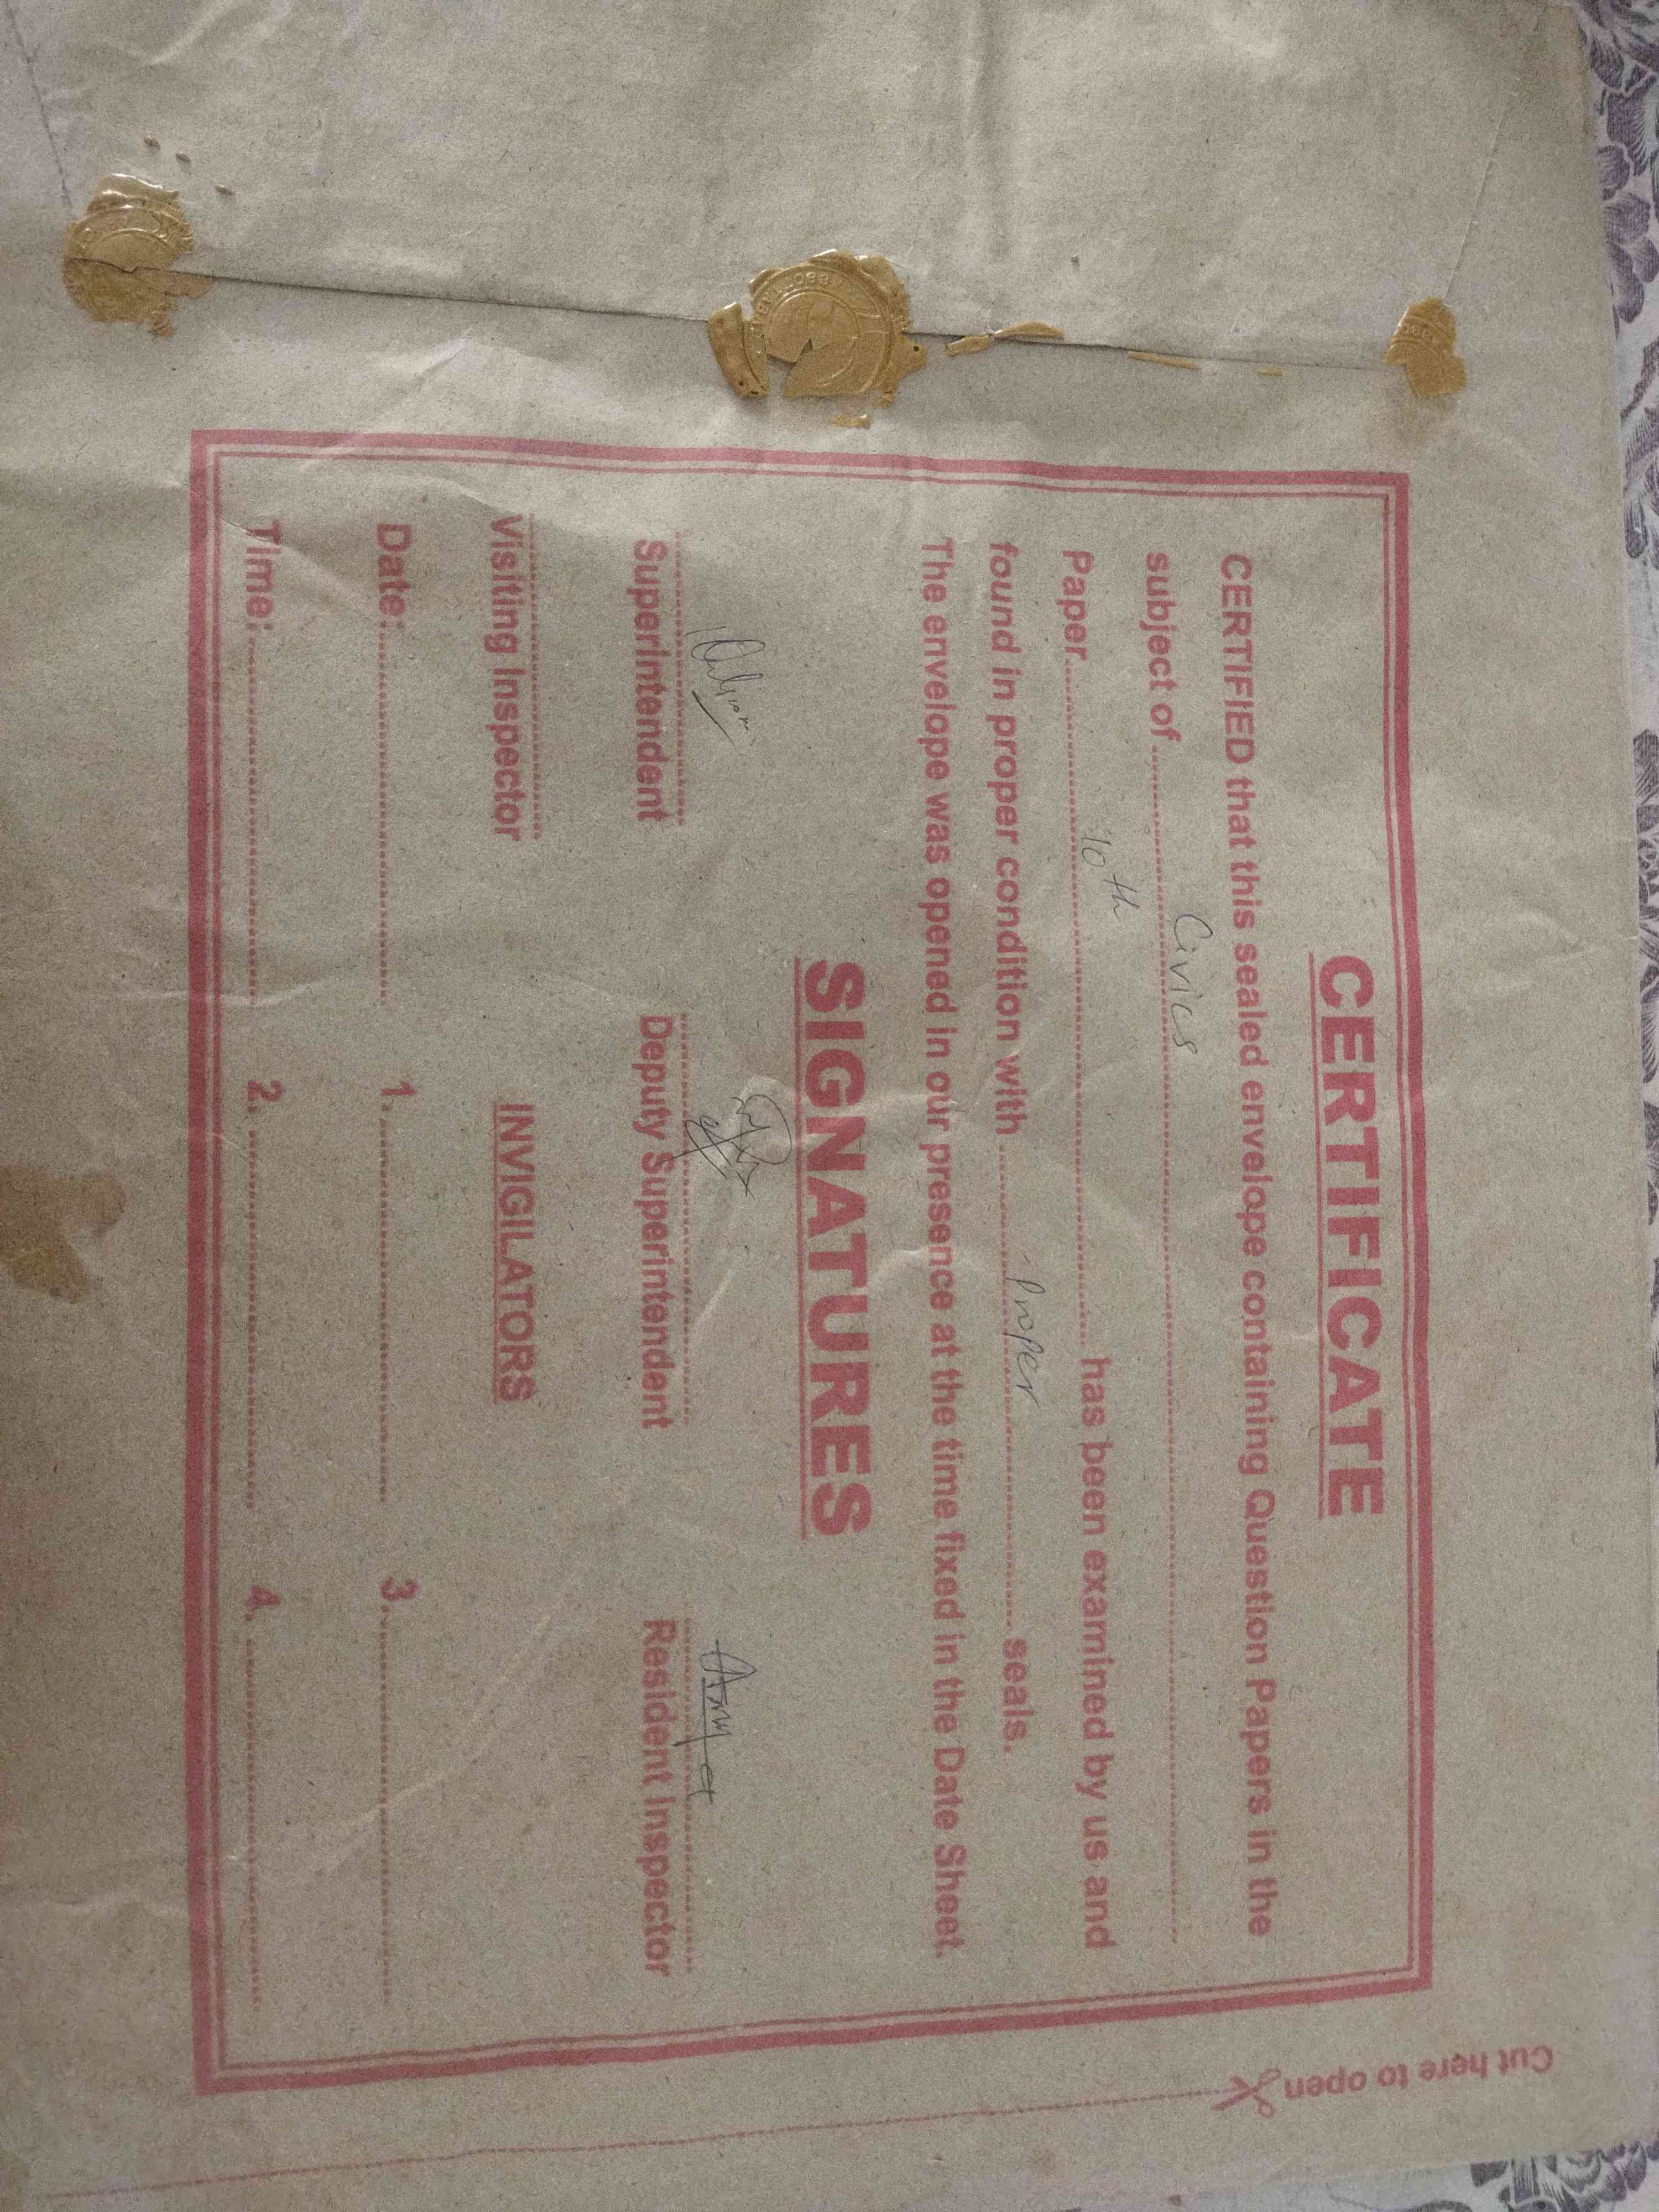 CERTIFICATE
CERTIFIED that this sealed envelope containing Question Papers in the
subject of Civics
Paper 10th has been examined by us and
found in proper condition with Proper seals.
The envelope was opened in our presence at the time fixed in the Date Sheet.
SIGNATURES
Superintendent Deputy Superintendent Resident Inspector
Visiting Inspector INVIGILATORS
Date: 1. 3.
Time: 2. 4.
Cut here to open